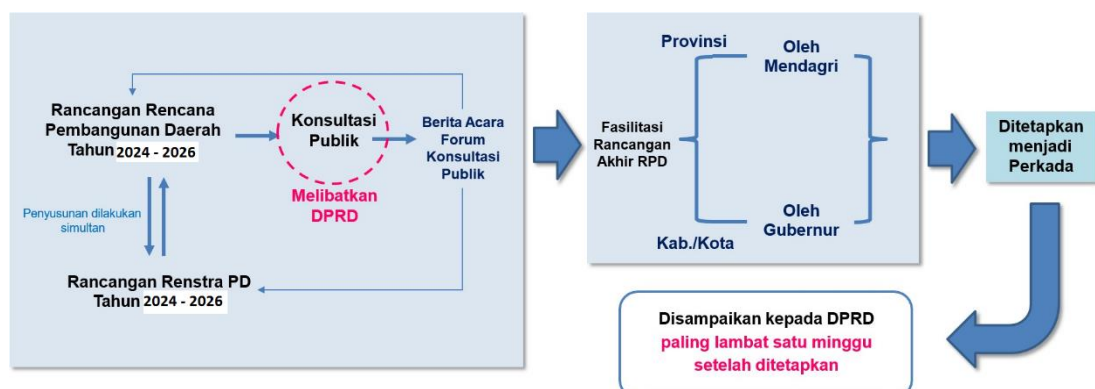 Rancangan Rencana
Pembangunan Daerah
Tahun 2024 - 2026
Konsultasi
Publik
Melibatkan
DPRD
Berita Acara
Forum
Konsultasi
Publik
Penyusunan dilakukan
simultan
Rancangan Renstra PD
Tahun 2024 - 2026
Provinsi
Oleh
Mendagri
Fasilitasi
Rancangan
Akhir RPD
Oleh
Gubernur
Kab./Kota
Ditetapkan
menjadi
Perkada
Disampaikan kepada DPRD
paling lambat satu minggu
setelah ditetapkan